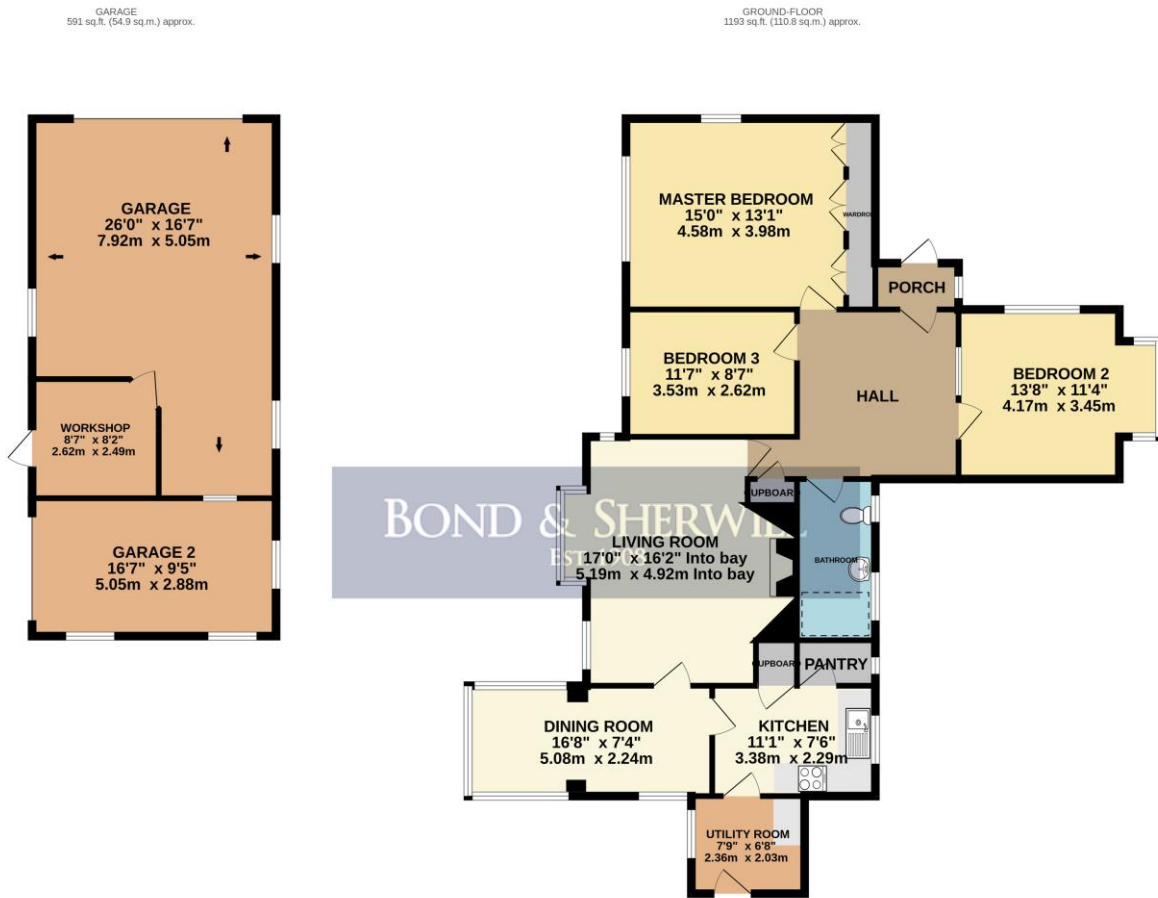 GARAGE
591 sq.ft. (54.9 sq.m.) approx.
GROUND-FLOOR
1193 sq.ft. (110.8 sq.m.) approx.
GARAGE
26'0" x 16'7"
7.92m x 5.05m
WORKSHOP
8'7" x 8'2"
2.62m x 2.49m
GARAGE 2
16'7" x 9'5"
5.05m x 2.88m
MASTER BEDROOM
15'0" x 13'1"
4.58m x 3.98m
WARDRO
PORCH
BEDROOM 3
11'7" x 8'7"
3.53m x 2.62m
HALL
BEDROOM 2
13'8" x 11'4"
4.17m x 3.45m
UPBOAR
BOND & SHERWILL
EST. 1908
LIVING ROOM
17'0" x 16'2" Into bay
5.19m x 4.92m Into bay
BATHROOM
UPBOAR
PANTRY
DINING ROOM
16'8" x 7'4"
5.08m x 2.24m
KITCHEN
11'1" x 7'6"
3.38m x 2.29m
UTILITY ROOM
7'9" x 6'8"
2.36m x 2.03m